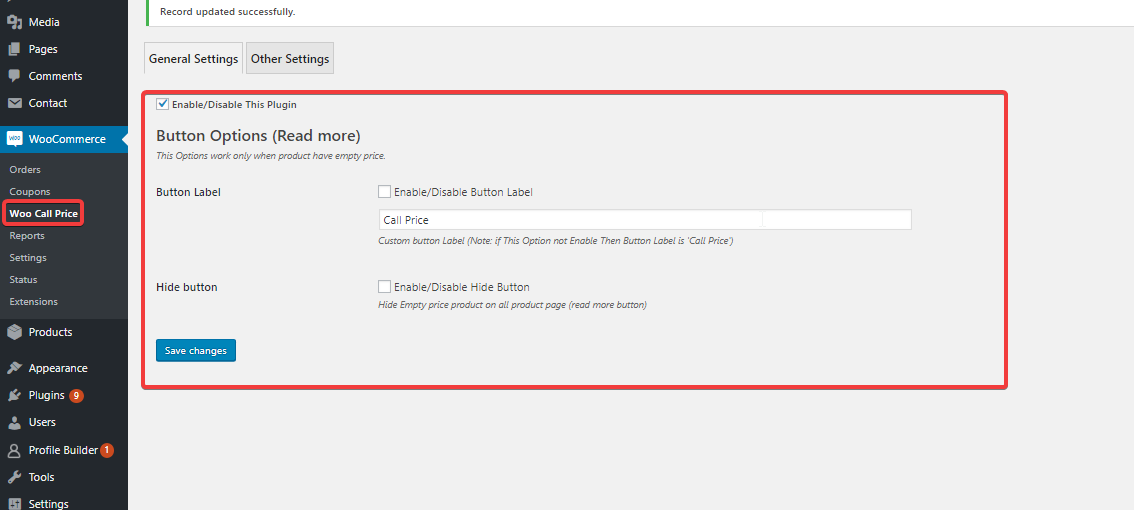 Record updated successfully.
Media
Pages
Comments
Contact
woo WooCommerce
Orders
Coupons
Woo Call Price
Reports
Settings
Status
Extensions
Products
Appearance
Plugins 9
Users
Profile Builder 1
Tools
Settings
General Settings Other Settings
Enable/Disable This Plugin
Button Options (Read more)
This Options work only when product have empty price.
Button Label
Enable/Disable Button Label
Call Price
Custom button Label (Note: if This Option not Enable Then Button Label is 'Call Price')
Hide button
Enable/Disable Hide Button
Hide Empty price product on all product page (read more button)
Save changes